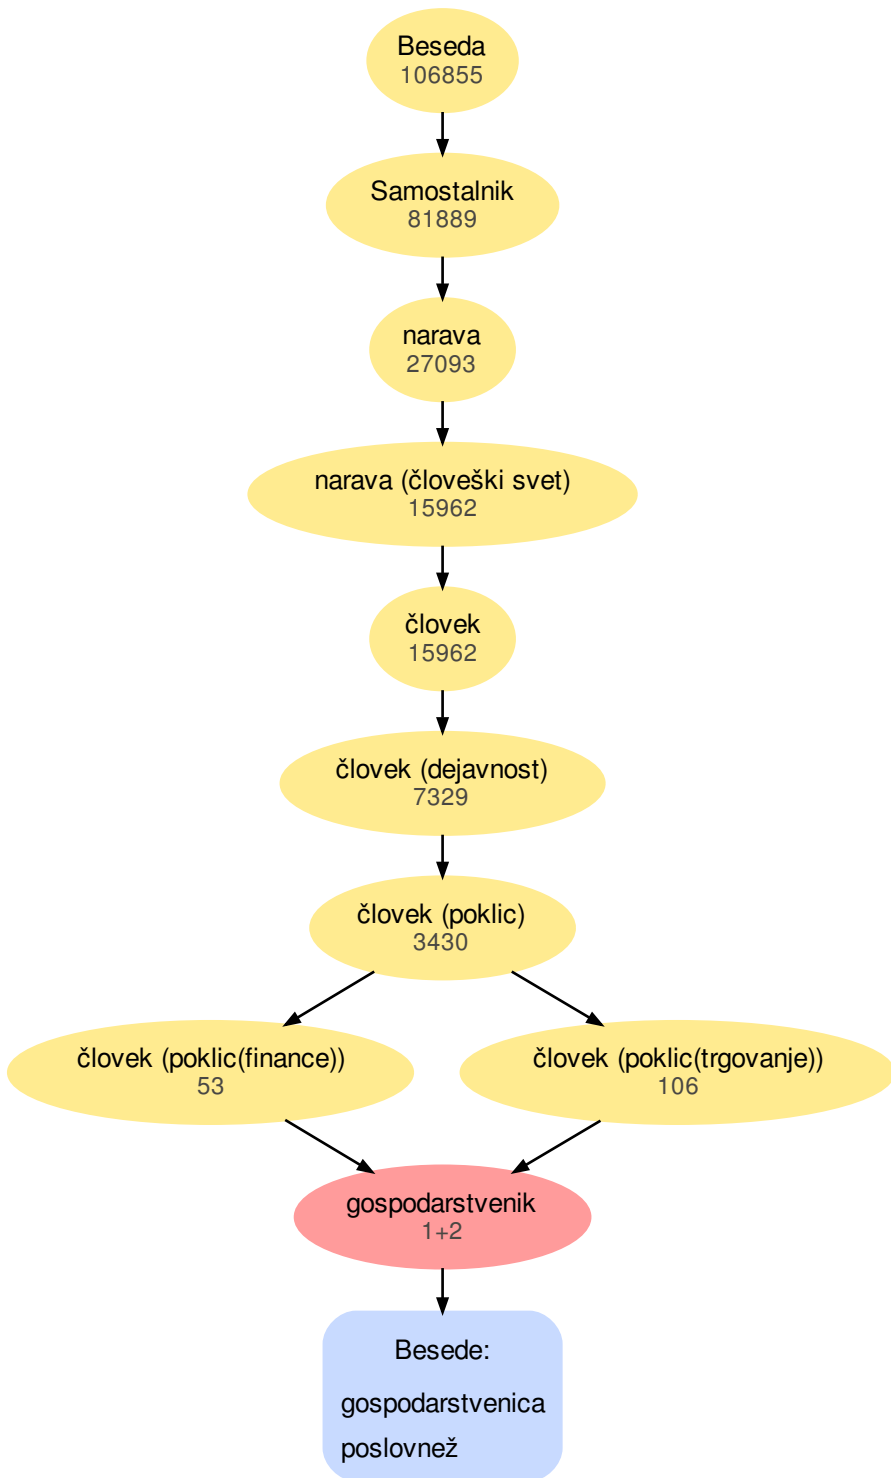 Beseda
106855
Samostalnik
81889
narava
27093
narava (človeški svet)
15962
človek
15962
človek (dejavnost)
7329
človek (poklic)
3430
človek (poklic(finance))
53
človek (poklic(trgovanje))
106
gospodarstvenik
1+2
Besede:
gospodarstvenica
poslovnež